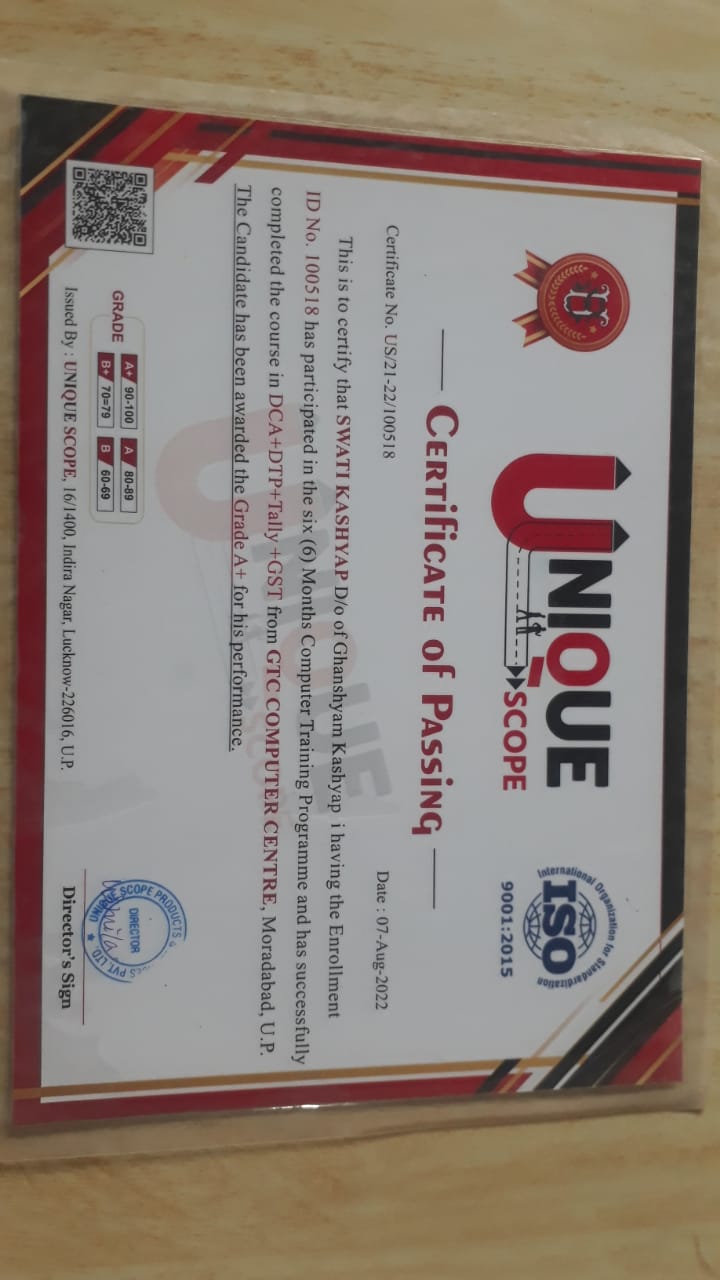 UNIQUE
SCOPE
International Organization for Standardization
ISO
9001:2015
Certificate of Passing
Certificate No. US/21-22/100518
Date : 07-Aug-2022
This is to certify that SWATI KASHYAP D/o of Ghanshyam Kashyap i having the Enrollment
ID No. 100518 has participated in the six (6) Months Computer Training Programme and has successfully
completed the course in DCA+DTP+Tally +GST from GTC COMPUTER CENTRE, Moradabad, U.P.
The Candidate has been awarded the Grade A+ for his performance.
GRADE
A+ 90-100 A 80-89
B+ 70=79 B 60-69
Issued By : UNIQUE SCOPE, 16/1400, Indira Nagar, Lucknow-226016, U.P.
UNIQUE SCOPE PRODUCTS & PVT. LTD.
DIRECTOR
Director's Sign